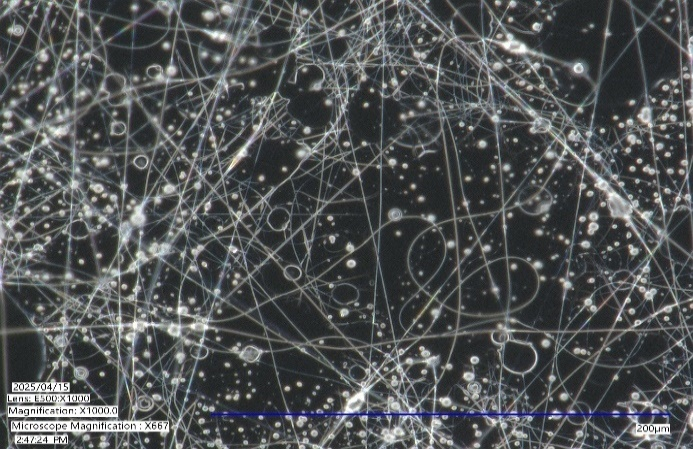 2025/04/15
Lens: E500:X1000
Magnification: X1000.0
Microscope Magnification : X667
2:47:24 PM
200μm